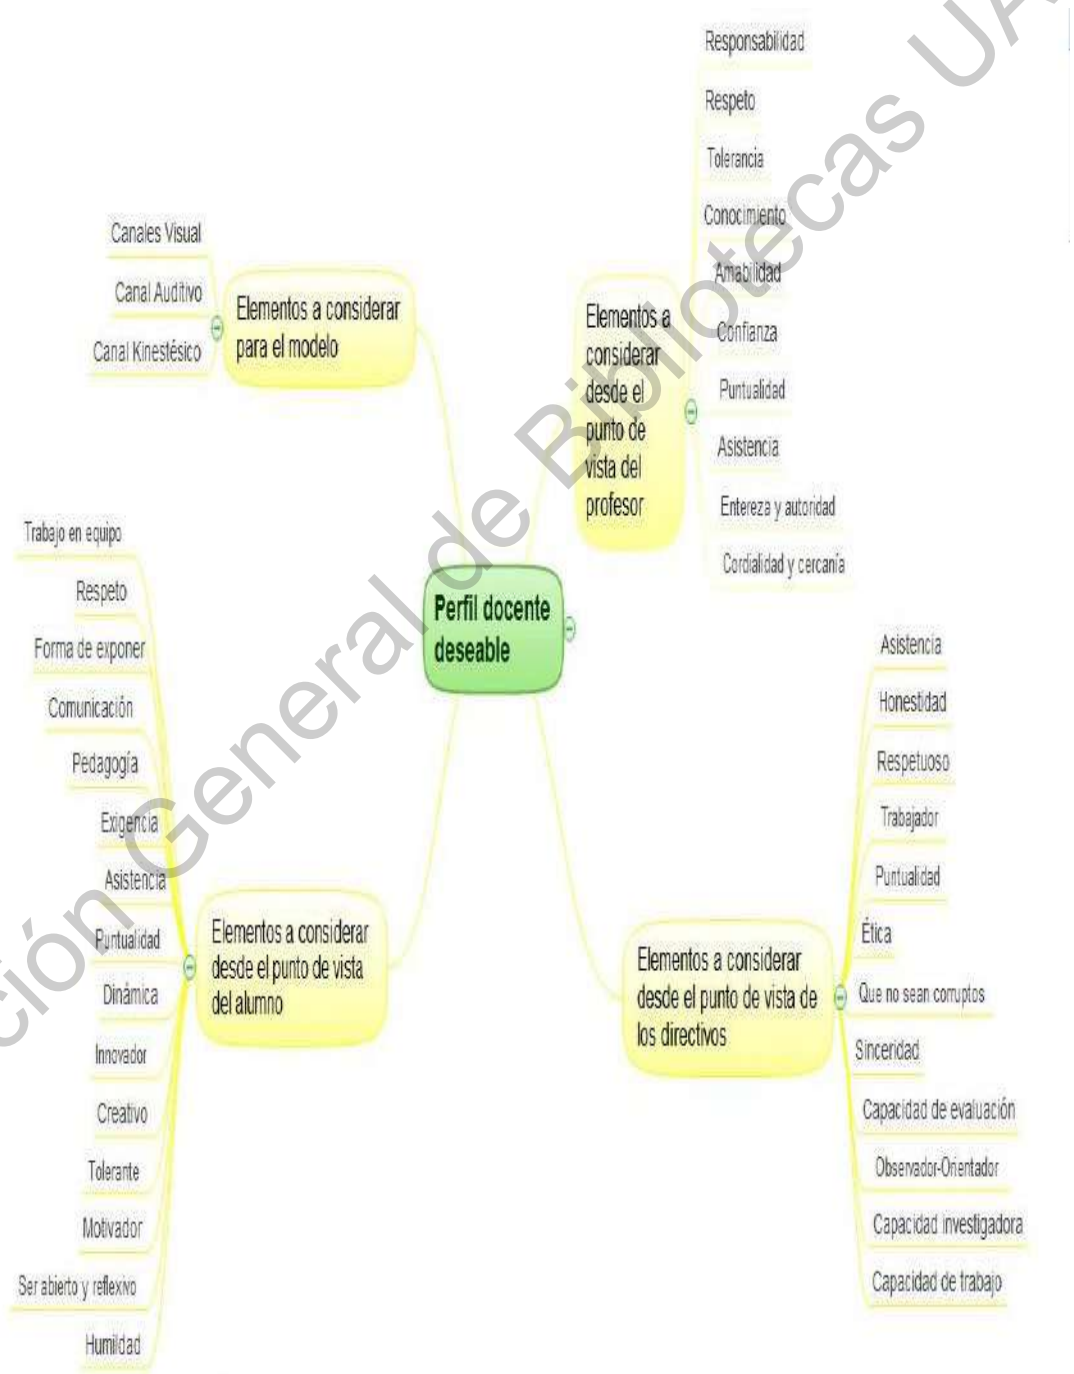 Perfil docente
deseable
Elementos a considerar
para el modelo
Canales Visual
Canal Auditivo
Canal Kinestésico
Elementos a
considerar
desde el
punto de
vista del
profesor
Responsabilidad
Respeto
Tolerancia
Conocimiento
Amabilidad
Confianza
Puntualidad
Asistencia
Entereza y autoridad
Cordialidad y cercanía
Elementos a considerar
desde el punto de vista
del alumno
Trabajo en equipo
Respeto
Forma de exponer
Comunicación
Pedagogía
Exigencia
Asistencia
Puntualidad
Dinámica
Innovador
Creativo
Tolerante
Motivador
Ser abierto y reflexivo
Humildad
Elementos a considerar
desde el punto de vista de
los directivos
Asistencia
Honestidad
Respetuoso
Trabajador
Puntualidad
Ética
Que no sean corruptos
Sinceridad
Capacidad de evaluación
Observador-Orientador
Capacidad investigadora
Capacidad de trabajo
General de Bibliotecas